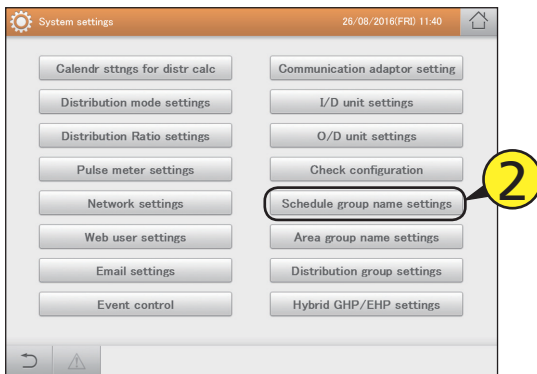 System settings 26/08/2016(FRI) 11:40
Calendr sttngs for distr calc
Communication adaptor setting
Distribution mode settings
I/D unit settings
Distribution Ratio settings
O/D unit settings
Pulse meter settings
Check configuration
Network settings
Schedule group name settings
2
Web user settings
Area group name settings
Email settings
Distribution group settings
Event control
Hybrid GHP/EHP settings